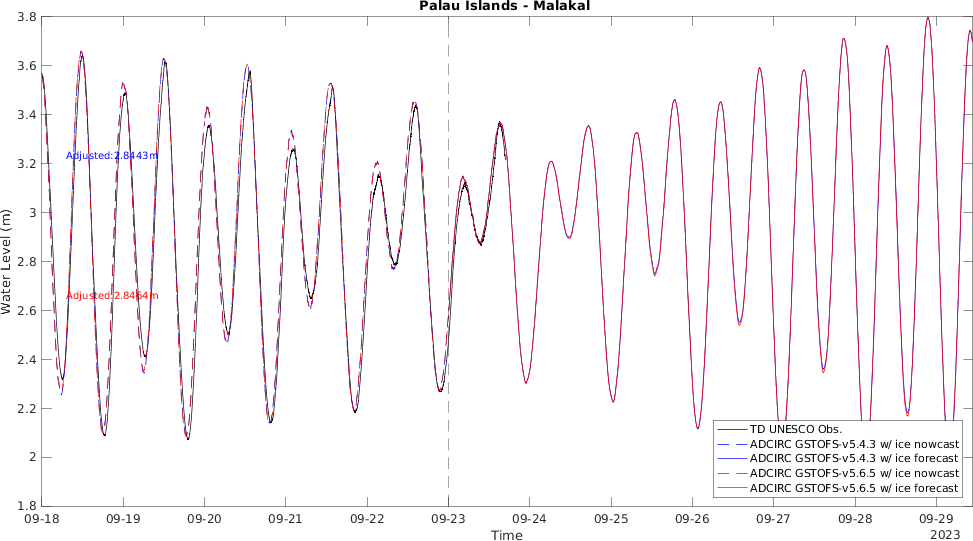 Palau Islands - Malakal
3.8
3.6
3.4
3.2
3
2.8
2.6
2.4
2.2
2
1.8
Water Level (m)
Adjusted:2.8443m
Adjusted:2.8464m
TD UNESCO Obs.
ADCIRC GSTOFS-v5.4.3 w/ ice nowcast
ADCIRC GSTOFS-v5.4.3 w/ ice forecast
ADCIRC GSTOFS-v5.6.5 w/ ice nowcast
ADCIRC GSTOFS-v5.6.5 w/ ice forecast
09-18 09-19 09-20 09-21 09-22 09-23 09-24 09-25 09-26 09-27 09-28 09-29
2023
Time